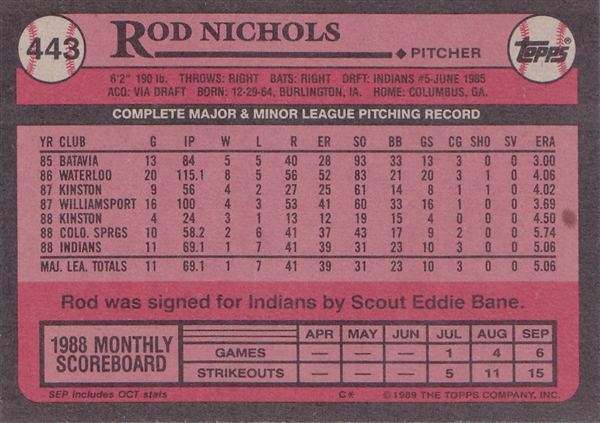 443
ROD NICHOLS
PITCHER
topps
6'2" 190 lb. THROWS: RIGHT BATS: RIGHT DRFT: INDIANS #5-JUNE 1985
ACQ: VIA DRAFT BORN: 12-29-64, BURLINGTON, IA. HOME: COLUMBUS, GA.
COMPLETE MAJOR & MINOR LEAGUE PITCHING RECORD
YR CLUB G IP W L R ER SO BB GS CG SHO SV ERA
85 BATAVIA 13 84 5 5 40 28 93 33 13 3 0 0 3.00
86 WATERLOO 20 115.1 8 5 56 52 83 21 20 3 1 0 4.06
87 KINSTON 9 56 4 2 27 25 61 14 8 1 1 0 4.02
87 WILLIAMSPORT 16 100 4 3 53 41 60 33 16 1 0 0 3.69
88 KINSTON 4 24 3 1 13 12 19 15 4 0 0 0 4.50
88 COLO. SPRGS 10 58.2 2 6 41 37 43 17 9 2 0 0 5.74
88 INDIANS 11 69.1 1 7 41 39 31 23 10 3 0 0 5.06
MAJ. LEA. TOTALS 11 69.1 1 7 41 39 31 23 10 3 0 0 5.06
Rod was signed for Indians by Scout Eddie Bane.
1988 MONTHLY SCOREBOARD
APR MAY JUN JUL AUG SEP
GAMES — — — 1 4 6
STRIKEOUTS — — — 5 11 15
SEP includes OCT stats
C* ©1989 THE TOPPS COMPANY, INC.